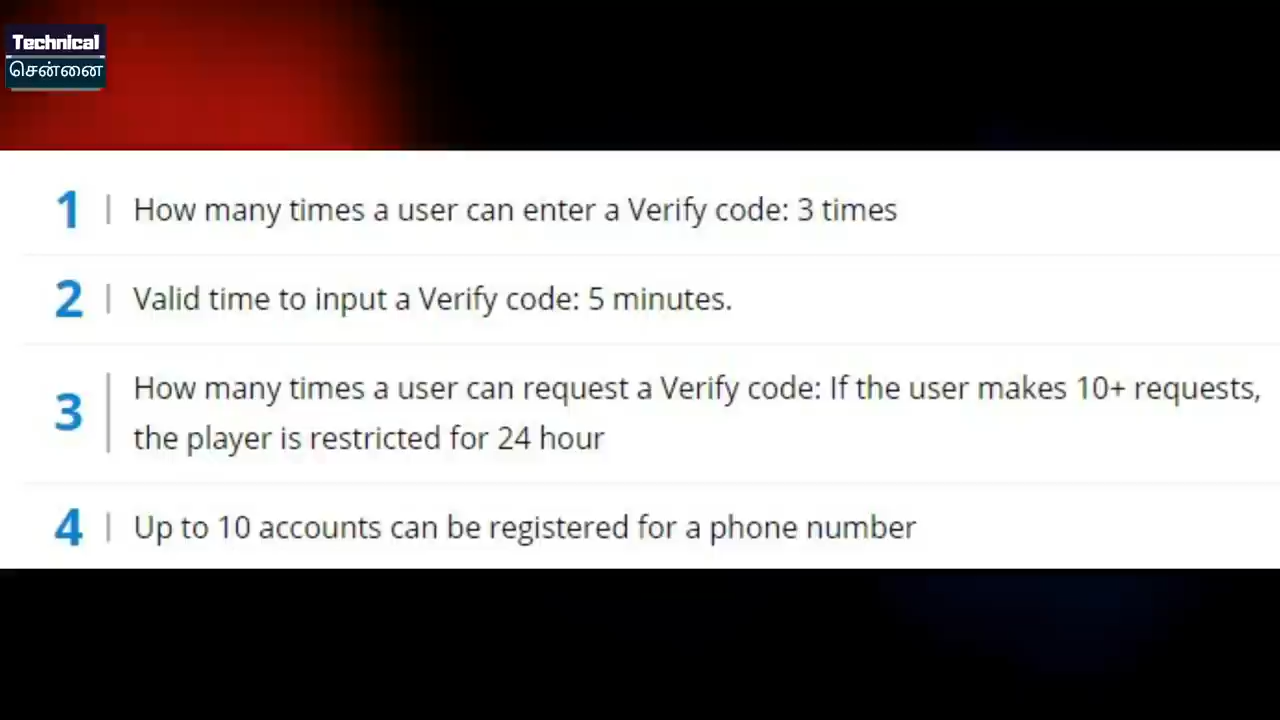 Technical
சென்னை
1 How many times a user can enter a Verify code: 3 times
2 Valid time to input a Verify code: 5 minutes.
3 How many times a user can request a Verify code: If the user makes 10+ requests,
the player is restricted for 24 hour
4 Up to 10 accounts can be registered for a phone number